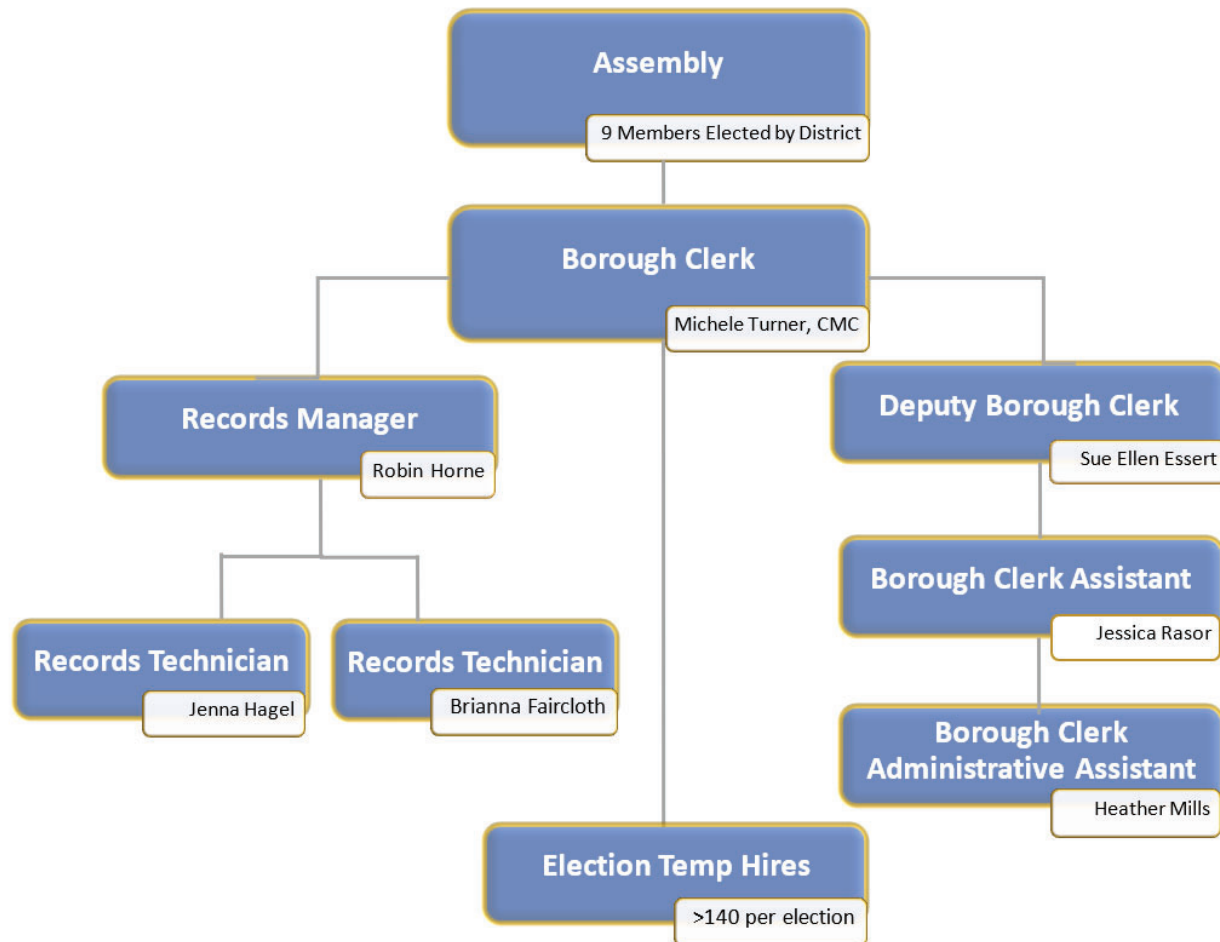 Assembly
9 Members Elected by District
Borough Clerk
Michele Turner, CMC
Records Manager
Robin Horne
Deputy Borough Clerk
Sue Ellen Essert
Borough Clerk Assistant
Jessica Rasor
Records Technician
Jenna Hagel
Records Technician
Brianna Faircloth
Borough Clerk
Administrative Assistant
Heather Mills
Election Temp Hires
>140 per election